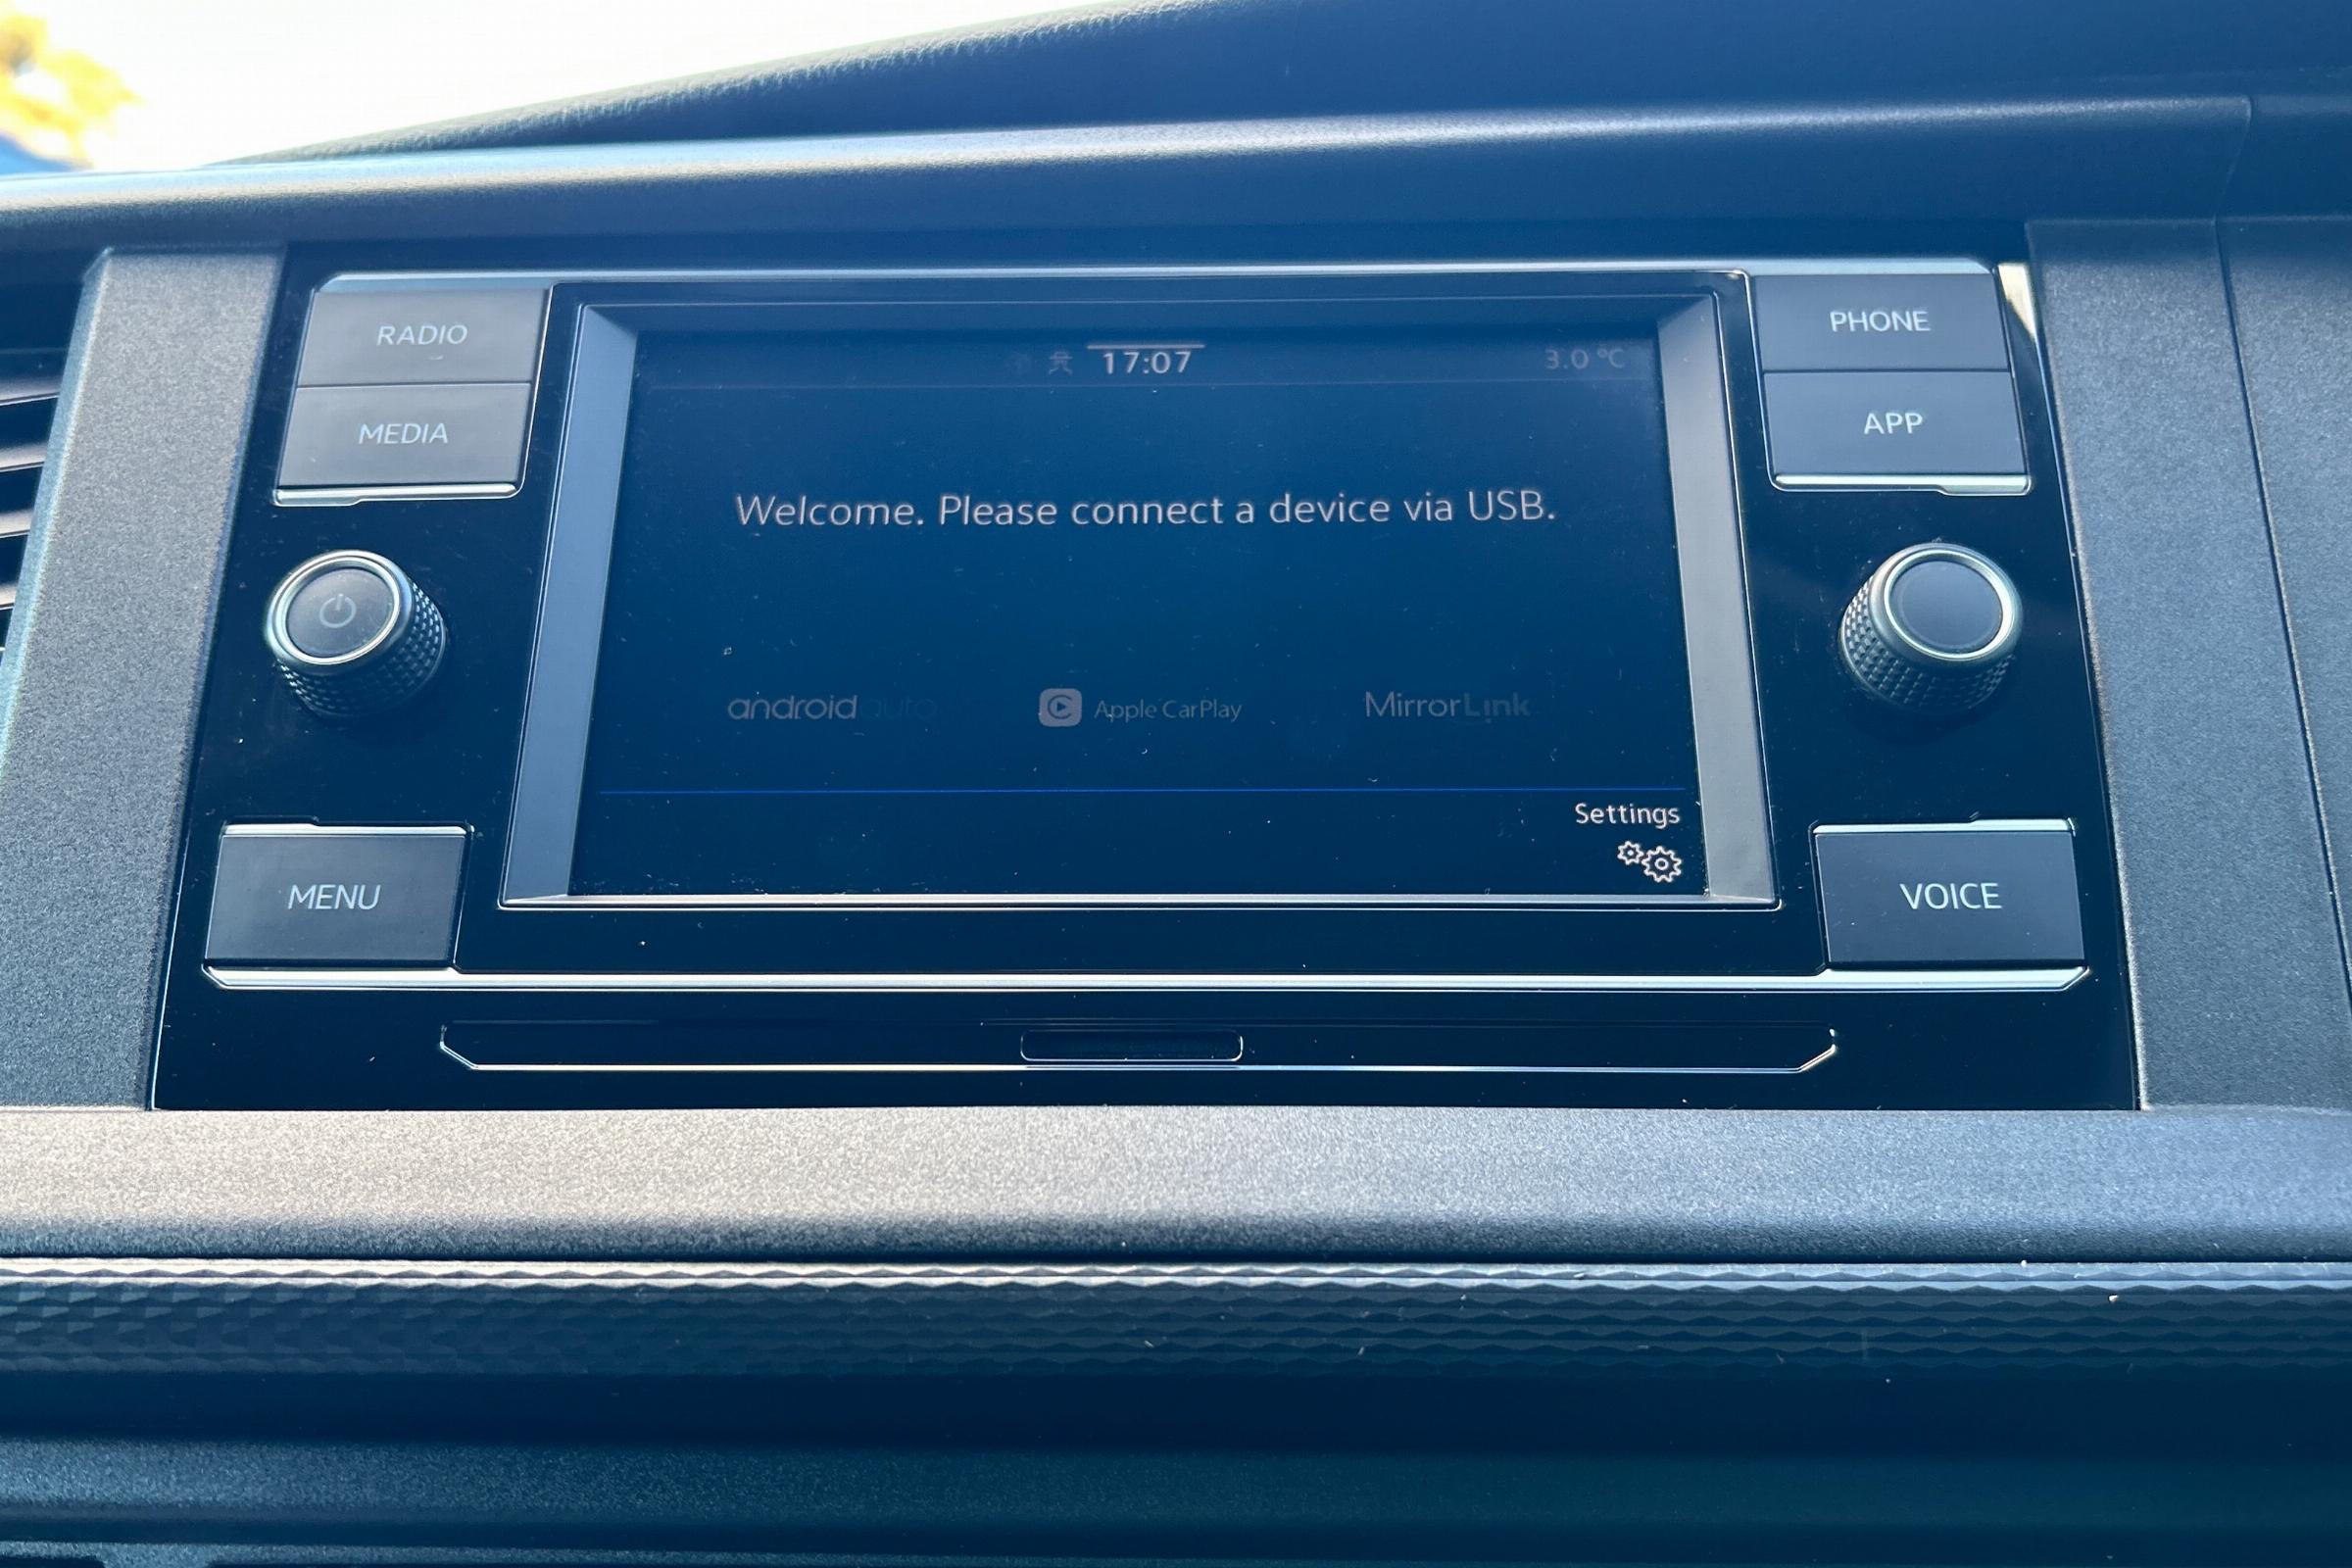 RADIO
MEDIA
MENU
17:07
3.0 °C
Welcome. Please connect a device via USB.
androidauto
Apple CarPlay
MirrorLink
Settings
PHONE
APP
VOICE